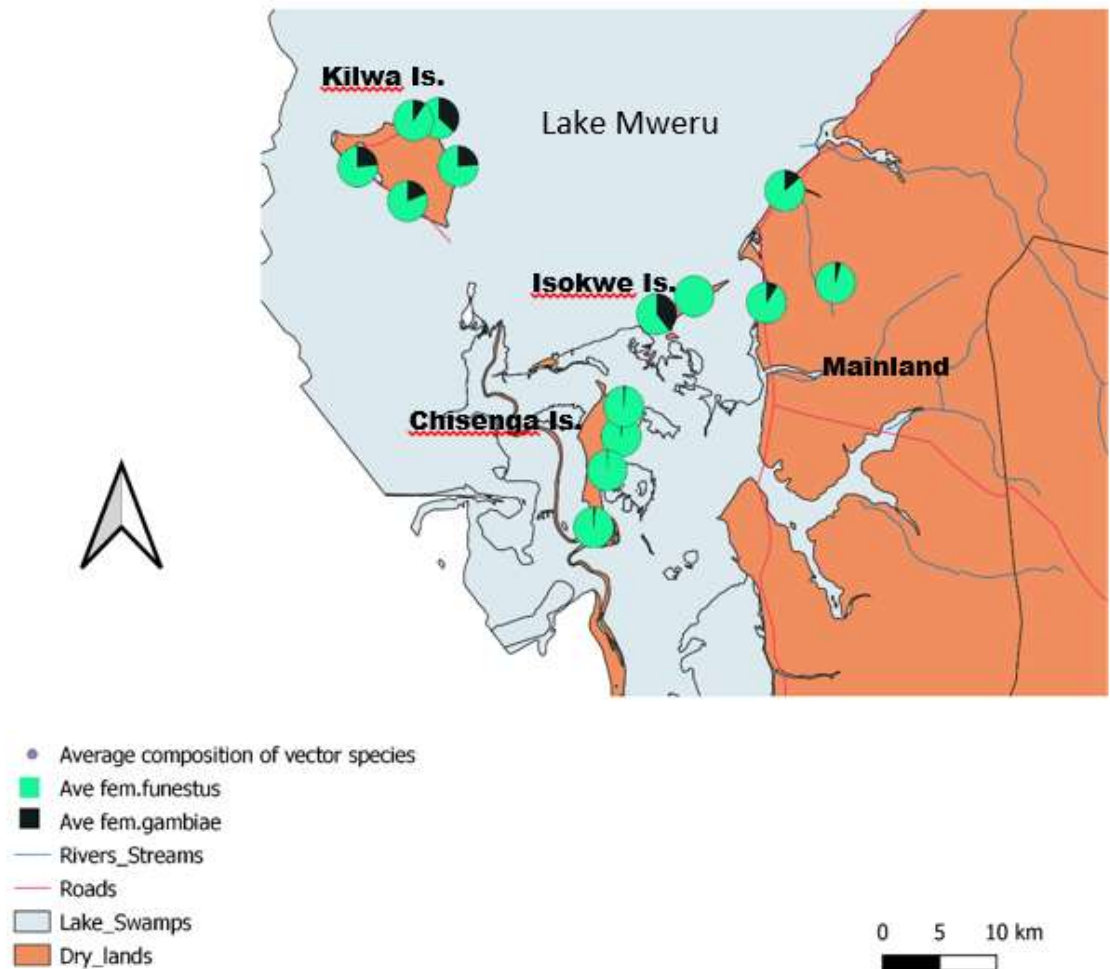 Kilwa Is.
Lake Mweru
Isokwe Is.
Mainland
Chisenga Is.
Average composition of vector species
Ave fem.funestus
Ave fem.gambiae
Rivers_Streams
Roads
Lake_Swamps
Dry_lands
0 5 10 km